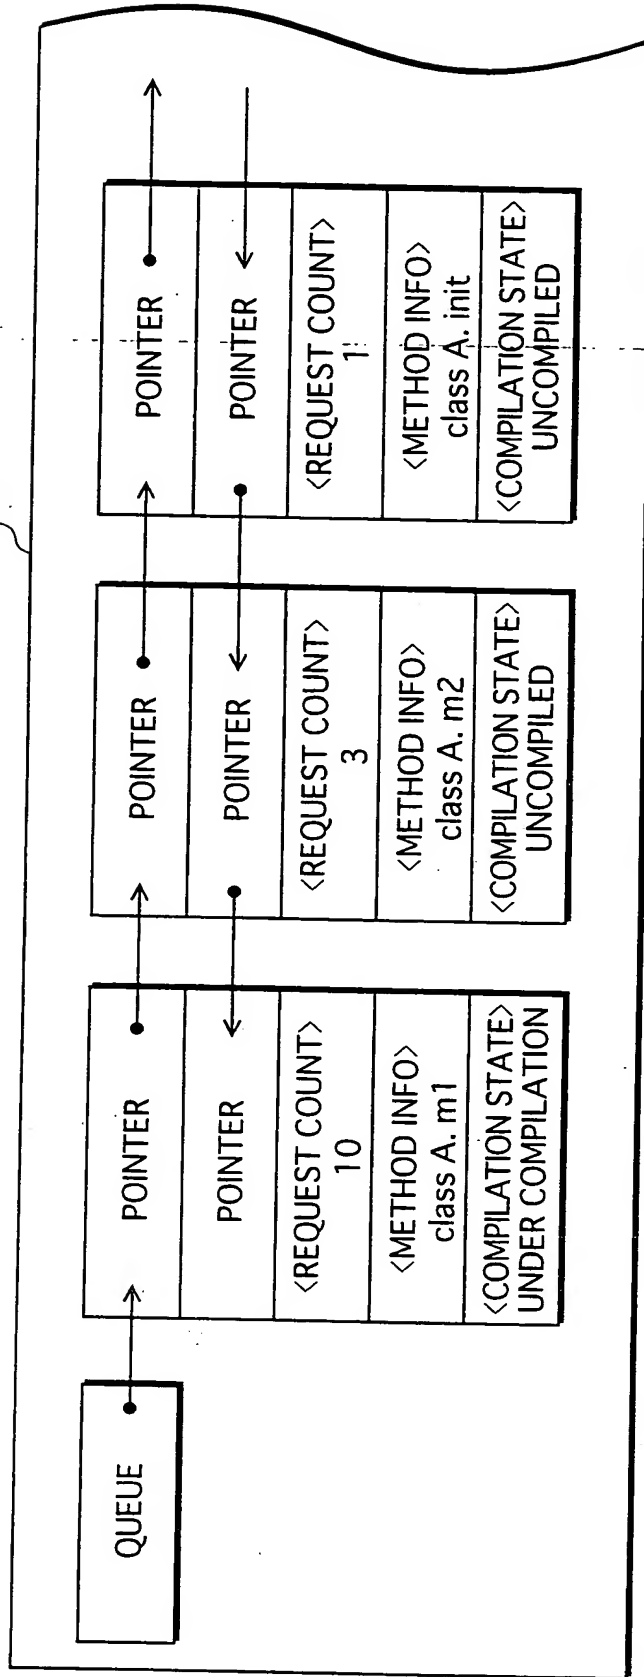 QUEUE
POINTER
POINTER
<REQUEST COUNT>
10
<METHOD INFO>
class A. m1
<COMPILATION STATE>
UNDER COMPILATION
POINTER
POINTER
<REQUEST COUNT>
3
<METHOD INFO>
class A. m2
<COMPILATION STATE>
UNCOMPILED
POINTER
POINTER
<REQUEST COUNT>
1
<METHOD INFO>
class A. init
<COMPILATION STATE>
UNCOMPILED